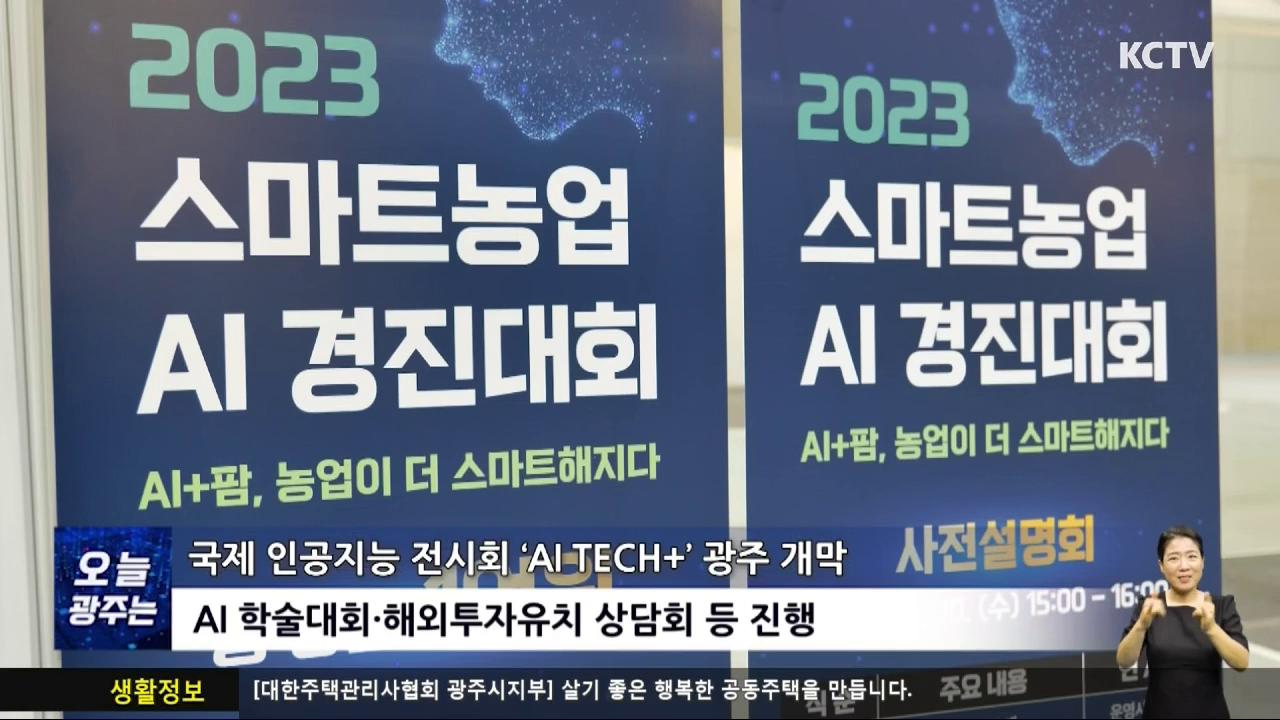 KCTV
2023
스마트농업
AI 경진대회
AI+팜, 농업이 더 스마트해지다
2023
스마트농업
AI 경진대회
AI+팜, 농업이 더 스마트해지다
사전설명회
(수) 15:00 – 16:00
주요 내용
오늘
광주는
국제 인공지능 전시회 ‘AI TECH+’ 광주 개막
AI 학술대회·해외투자유치 상담회 등 진행
생활정보
[대한주택관리사협회 광주시지부] 살기 좋은 행복한 공동주택을 만듭니다.